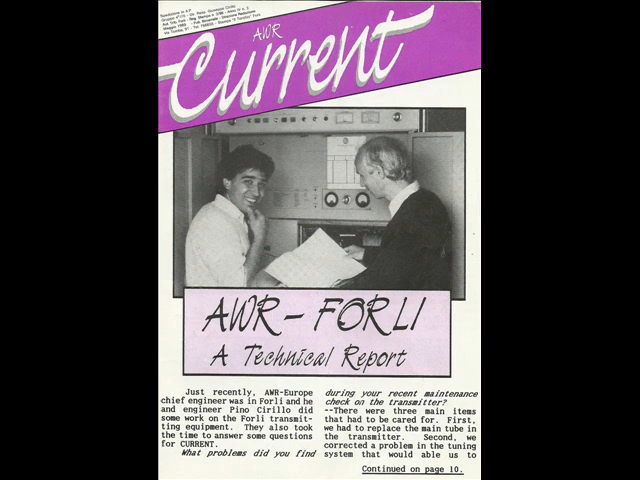 AWR
Current
AWR – FORLI
A Technical Report
Just recently, AWR-Europe
chief engineer was in Forli and he
and engineer Pino Cirillo did
some work on the Forli transmit-
ting equipment. They also took
the time to answer some questions
for CURRENT.
What problems did you find
during your recent maintenance
check on the transmitter?
--There were three main items
that had to be cared for. First,
we had to replace the main tube in
the transmitter. Second, we
corrected a problem in the tuning
system that would able us to
Continued on page 10.